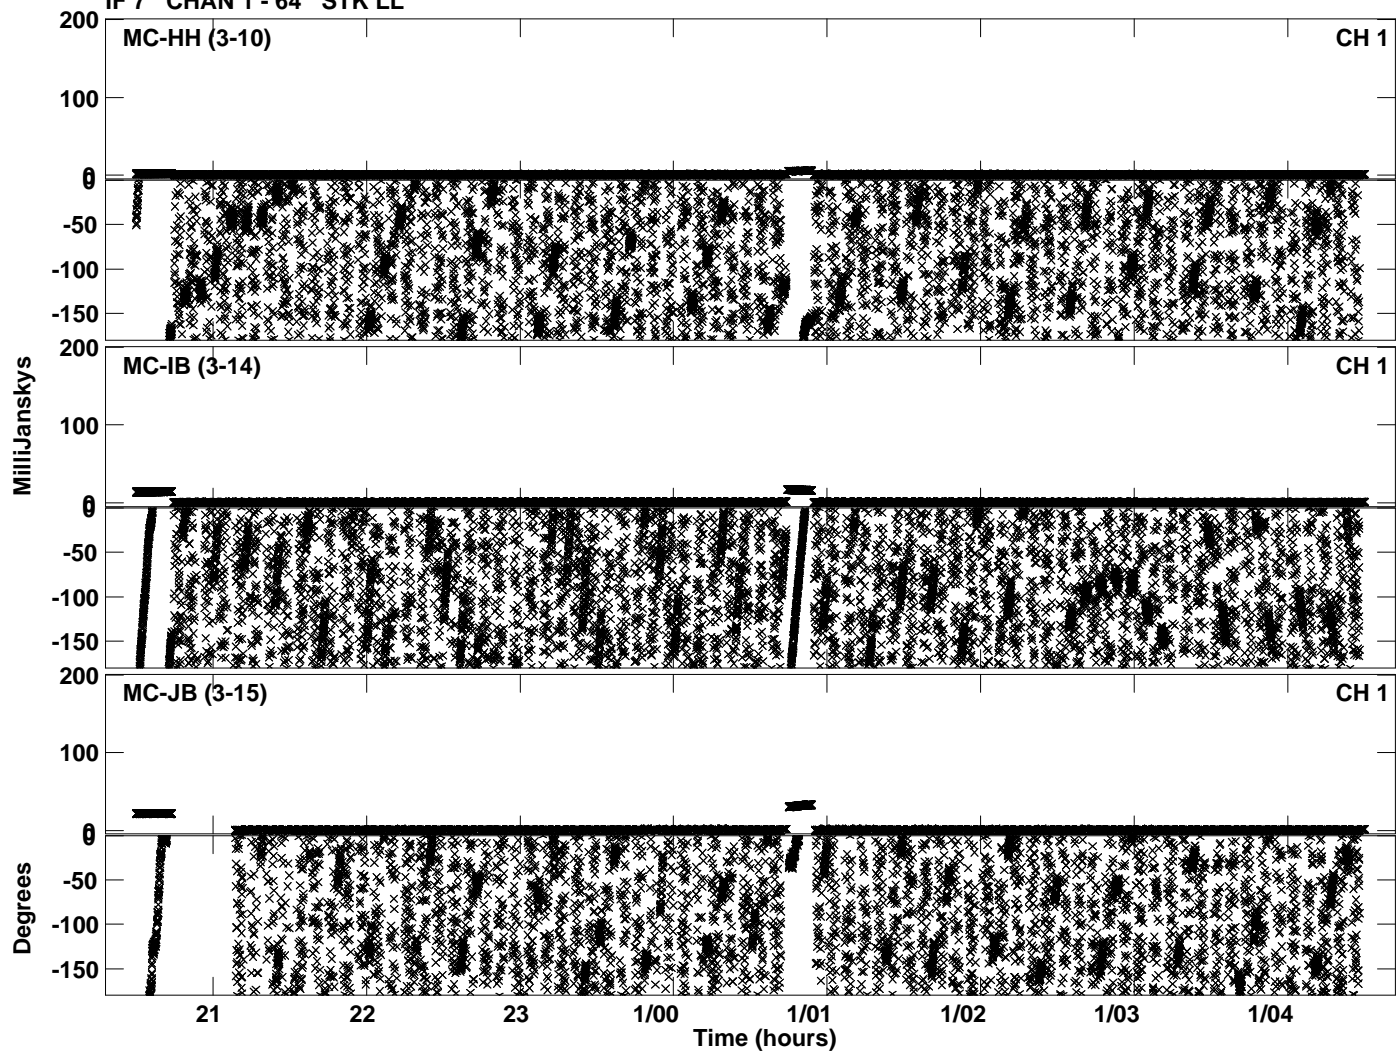 IF 7 CHAN 1 - 64 STK LL
MC-HH (3-10) CH 1
200
100
0
0
-50
-100
-150
MC-IB (3-14) CH 1
200
100
0
0
-50
-100
-150
MC-JB (3-15) CH 1
200
100
0
0
-50
-100
-150
MilliJanskys
Degrees
21 22 23 1/00 1/01 1/02 1/03 1/04
Time (hours)